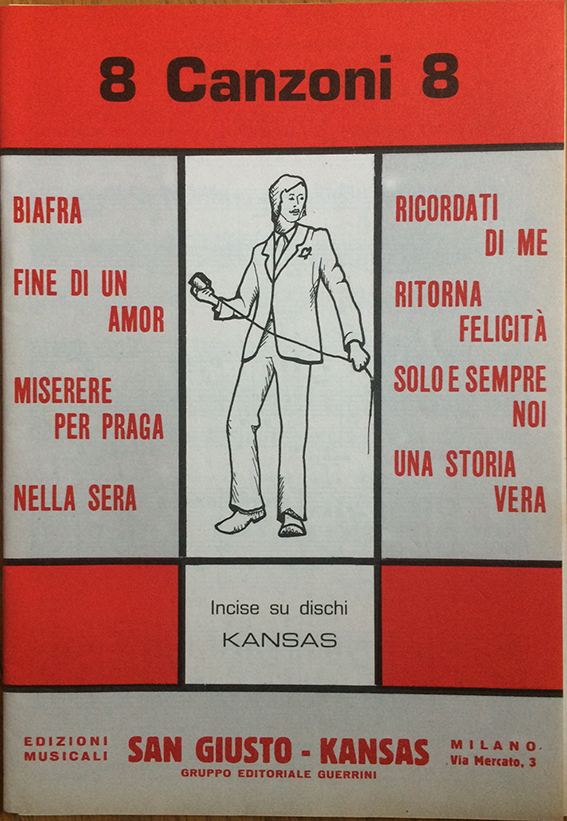 8 Canzoni 8
BIAFRA
FINE DI UN
AMOR
MISERERE
PER PRAGA
NELLA SERA
RICORDATI
DI ME
RITORNA
FELICITÀ
SOLO E SEMPRE
NOI
UNA STORIA
VERA
Incise su dischi
KANSAS
EDIZIONI
MUSICALI
SAN GIUSTO - KANSAS
GRUPPO EDITORIALE GUERRINI
MILANO.
Via Mercato, 3